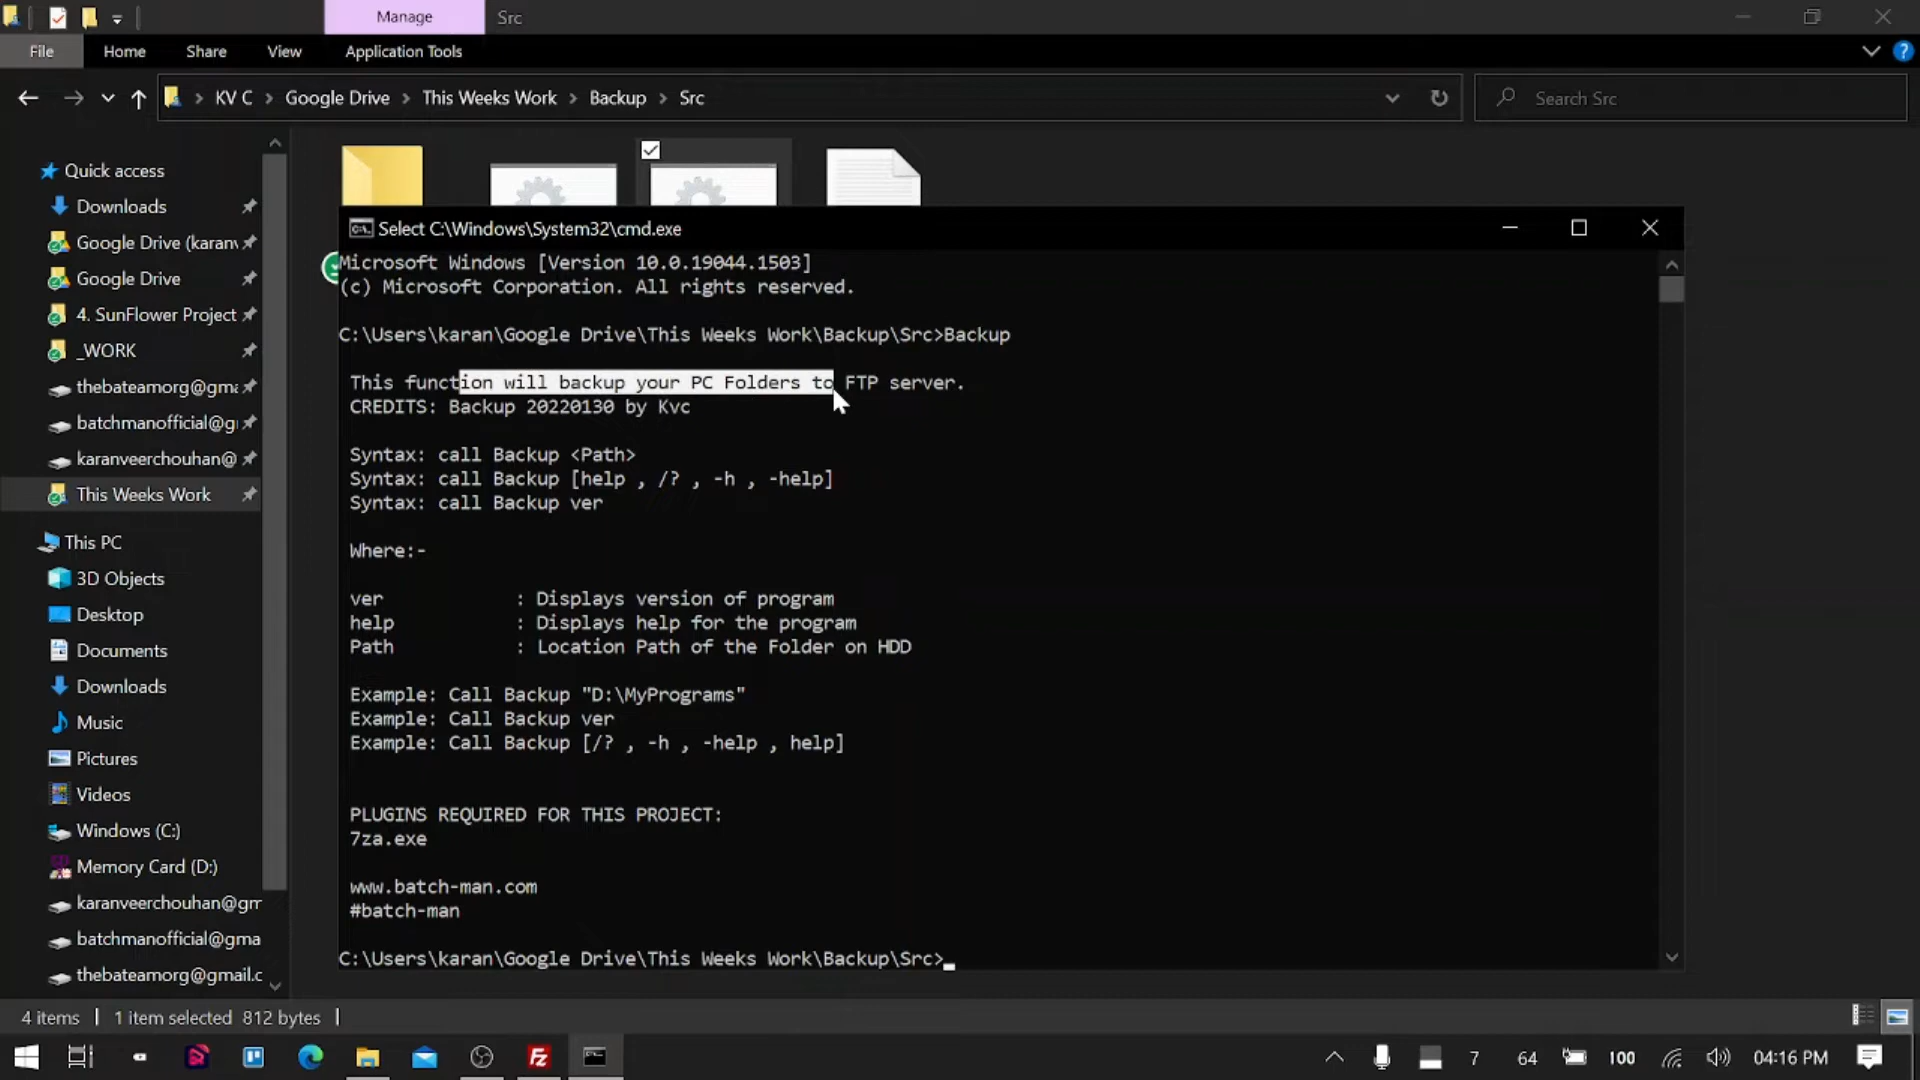 Manage
Src
File
Home
Share
View
Application Tools
KV C > Google Drive > This Weeks Work > Backup > Src
Search Src
Quick access
Downloads
Google Drive (karanv
Google Drive
4. SunFlower Project
_WORK
thebateamorg@gma
batchmanofficial@g
karanveerchouhan@
This Weeks Work
This PC
3D Objects
Desktop
Documents
Downloads
Music
Pictures
Videos
Windows (C:)
Memory Card (D:)
karanveerchouhan@gm
batchmanofficial@gma
thebateamorg@gmail.c
Select C:\Windows\System32\cmd.exe
Microsoft Windows [Version 10.0.19044.1503]
(c) Microsoft Corporation. All rights reserved.
C:\Users\karan\Google Drive\This Weeks Work\Backup\Src>Backup
This function will backup your PC Folders to FTP server.
CREDITS: Backup 20220130 by Kvc
Syntax: call Backup <Path>
Syntax: call Backup [help , /? , -h , -help]
Syntax: call Backup ver
Where:-
ver : Displays version of program
help : Displays help for the program
Path : Location Path of the Folder on HDD
Example: Call Backup "D:\MyPrograms"
Example: Call Backup ver
Example: Call Backup [/? , -h , -help , help]
PLUGINS REQUIRED FOR THIS PROJECT:
7za.exe
www.batch-man.com
#batch-man
C:\Users\karan\Google Drive\This Weeks Work\Backup\Src>_
4 items
1 item selected 812 bytes
Fz
7
64
100
04:16 PM